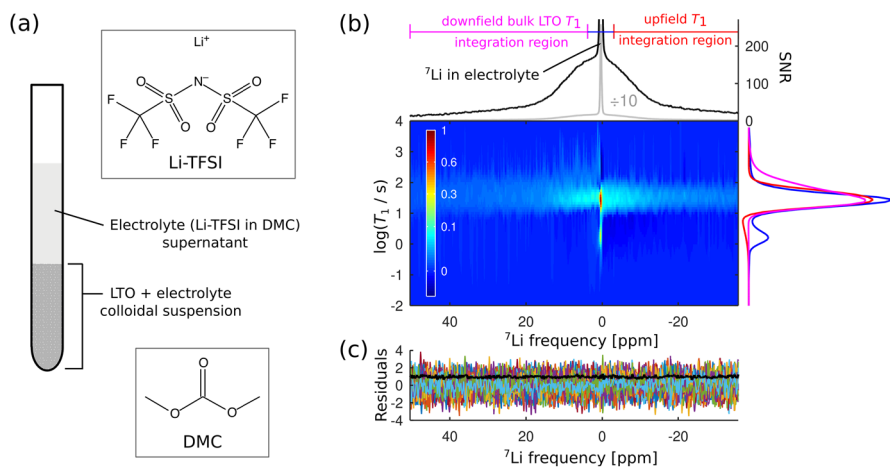 (a)
Li⁺
O
N⁻
O
S
S
F
F
O
O
F
F
F
F
Li-TFSI
Electrolyte (Li-TFSI in DMC)
supernatant
LTO + electrolyte
colloidal suspension
O
O
O
DMC
(b)
downfield bulk LTO T₁
integration region
upfield T₁
integration region
⁷Li in electrolyte
÷10
200
100
0
SNR
4
3
2
1
0
-1
-2
log(T₁ / s)
1
0.6
0.3
0.1
0
40
20
0
-20
⁷Li frequency [ppm]
(c)
Residuals
4
2
0
-2
-4
40
20
0
-20
⁷Li frequency [ppm]